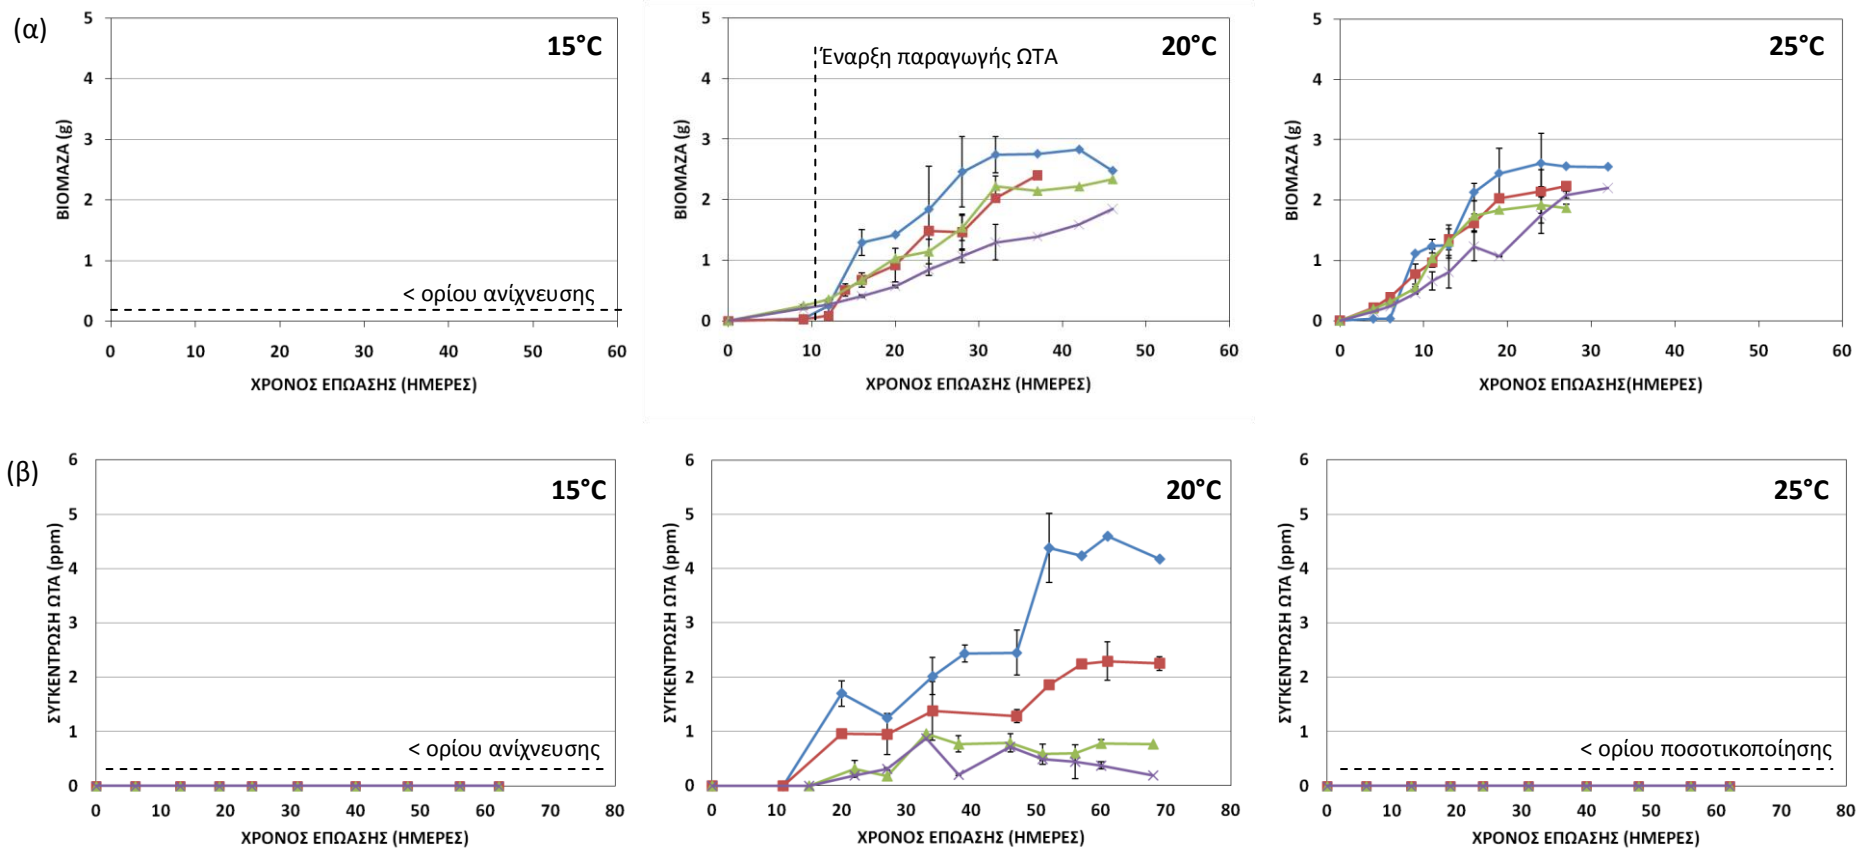 (α)
15°C
5
4
3
2
1
0
ΒΙΟΜΑΖΑ (g)
< ορίου ανίχνευσης
0 10 20 30 40 50 60
ΧΡΟΝΟΣ ΕΠΩΑΣΗΣ (ΗΜΕΡΕΣ)
20°C
Έναρξη παραγωγής ΩΤΑ
5
4
3
2
1
0
ΒΙΟΜΑΖΑ (g)
0 10 20 30 40 50 60
ΧΡΟΝΟΣ ΕΠΩΑΣΗΣ (ΗΜΕΡΕΣ)
25°C
5
4
3
2
1
0
ΒΙΟΜΑΖΑ (g)
0 10 20 30 40 50 60
ΧΡΟΝΟΣ ΕΠΩΑΣΗΣ(ΗΜΕΡΕΣ)
(β)
15°C
6
5
4
3
2
1
0
ΣΥΓΚΕΝΤΡΩΣΗ ΩΤΑ (ppm)
< ορίου ανίχνευσης
0 10 20 30 40 50 60 70 80
ΧΡΟΝΟΣ ΕΠΩΑΣΗΣ (ΗΜΕΡΕΣ)
20°C
6
5
4
3
2
1
0
ΣΥΓΚΕΝΤΡΩΣΗ ΩΤΑ (ppm)
0 10 20 30 40 50 60 70 80
ΧΡΟΝΟΣ ΕΠΩΑΣΗΣ (ΗΜΕΡΕΣ)
25°C
6
5
4
3
2
1
0
ΣΥΓΚΕΝΤΡΩΣΗ ΩΤΑ (ppm)
< ορίου ποσοτικοποίησης
0 10 20 30 40 50 60 70 80
ΧΡΟΝΟΣ ΕΠΩΑΣΗΣ (ΗΜΕΡΕΣ)